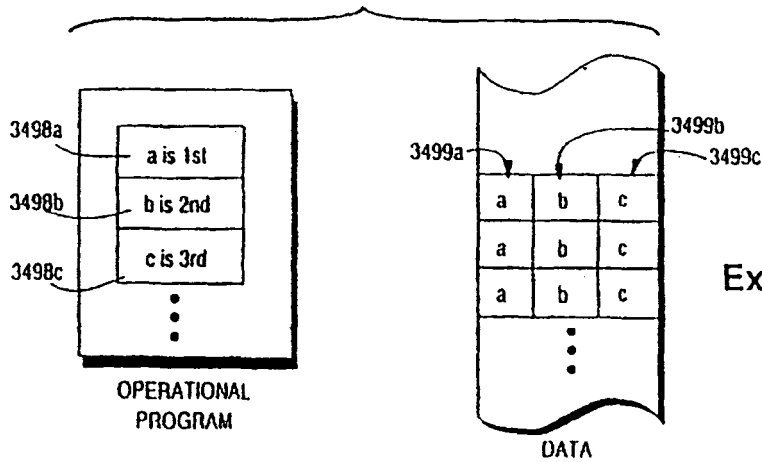 3498a
a is 1st
3498b
b is 2nd
3498c
c is 3rd
OPERATIONAL
PROGRAM
3499a
3499b
3499c
a b c
a b c
a b c
DATA
Ex